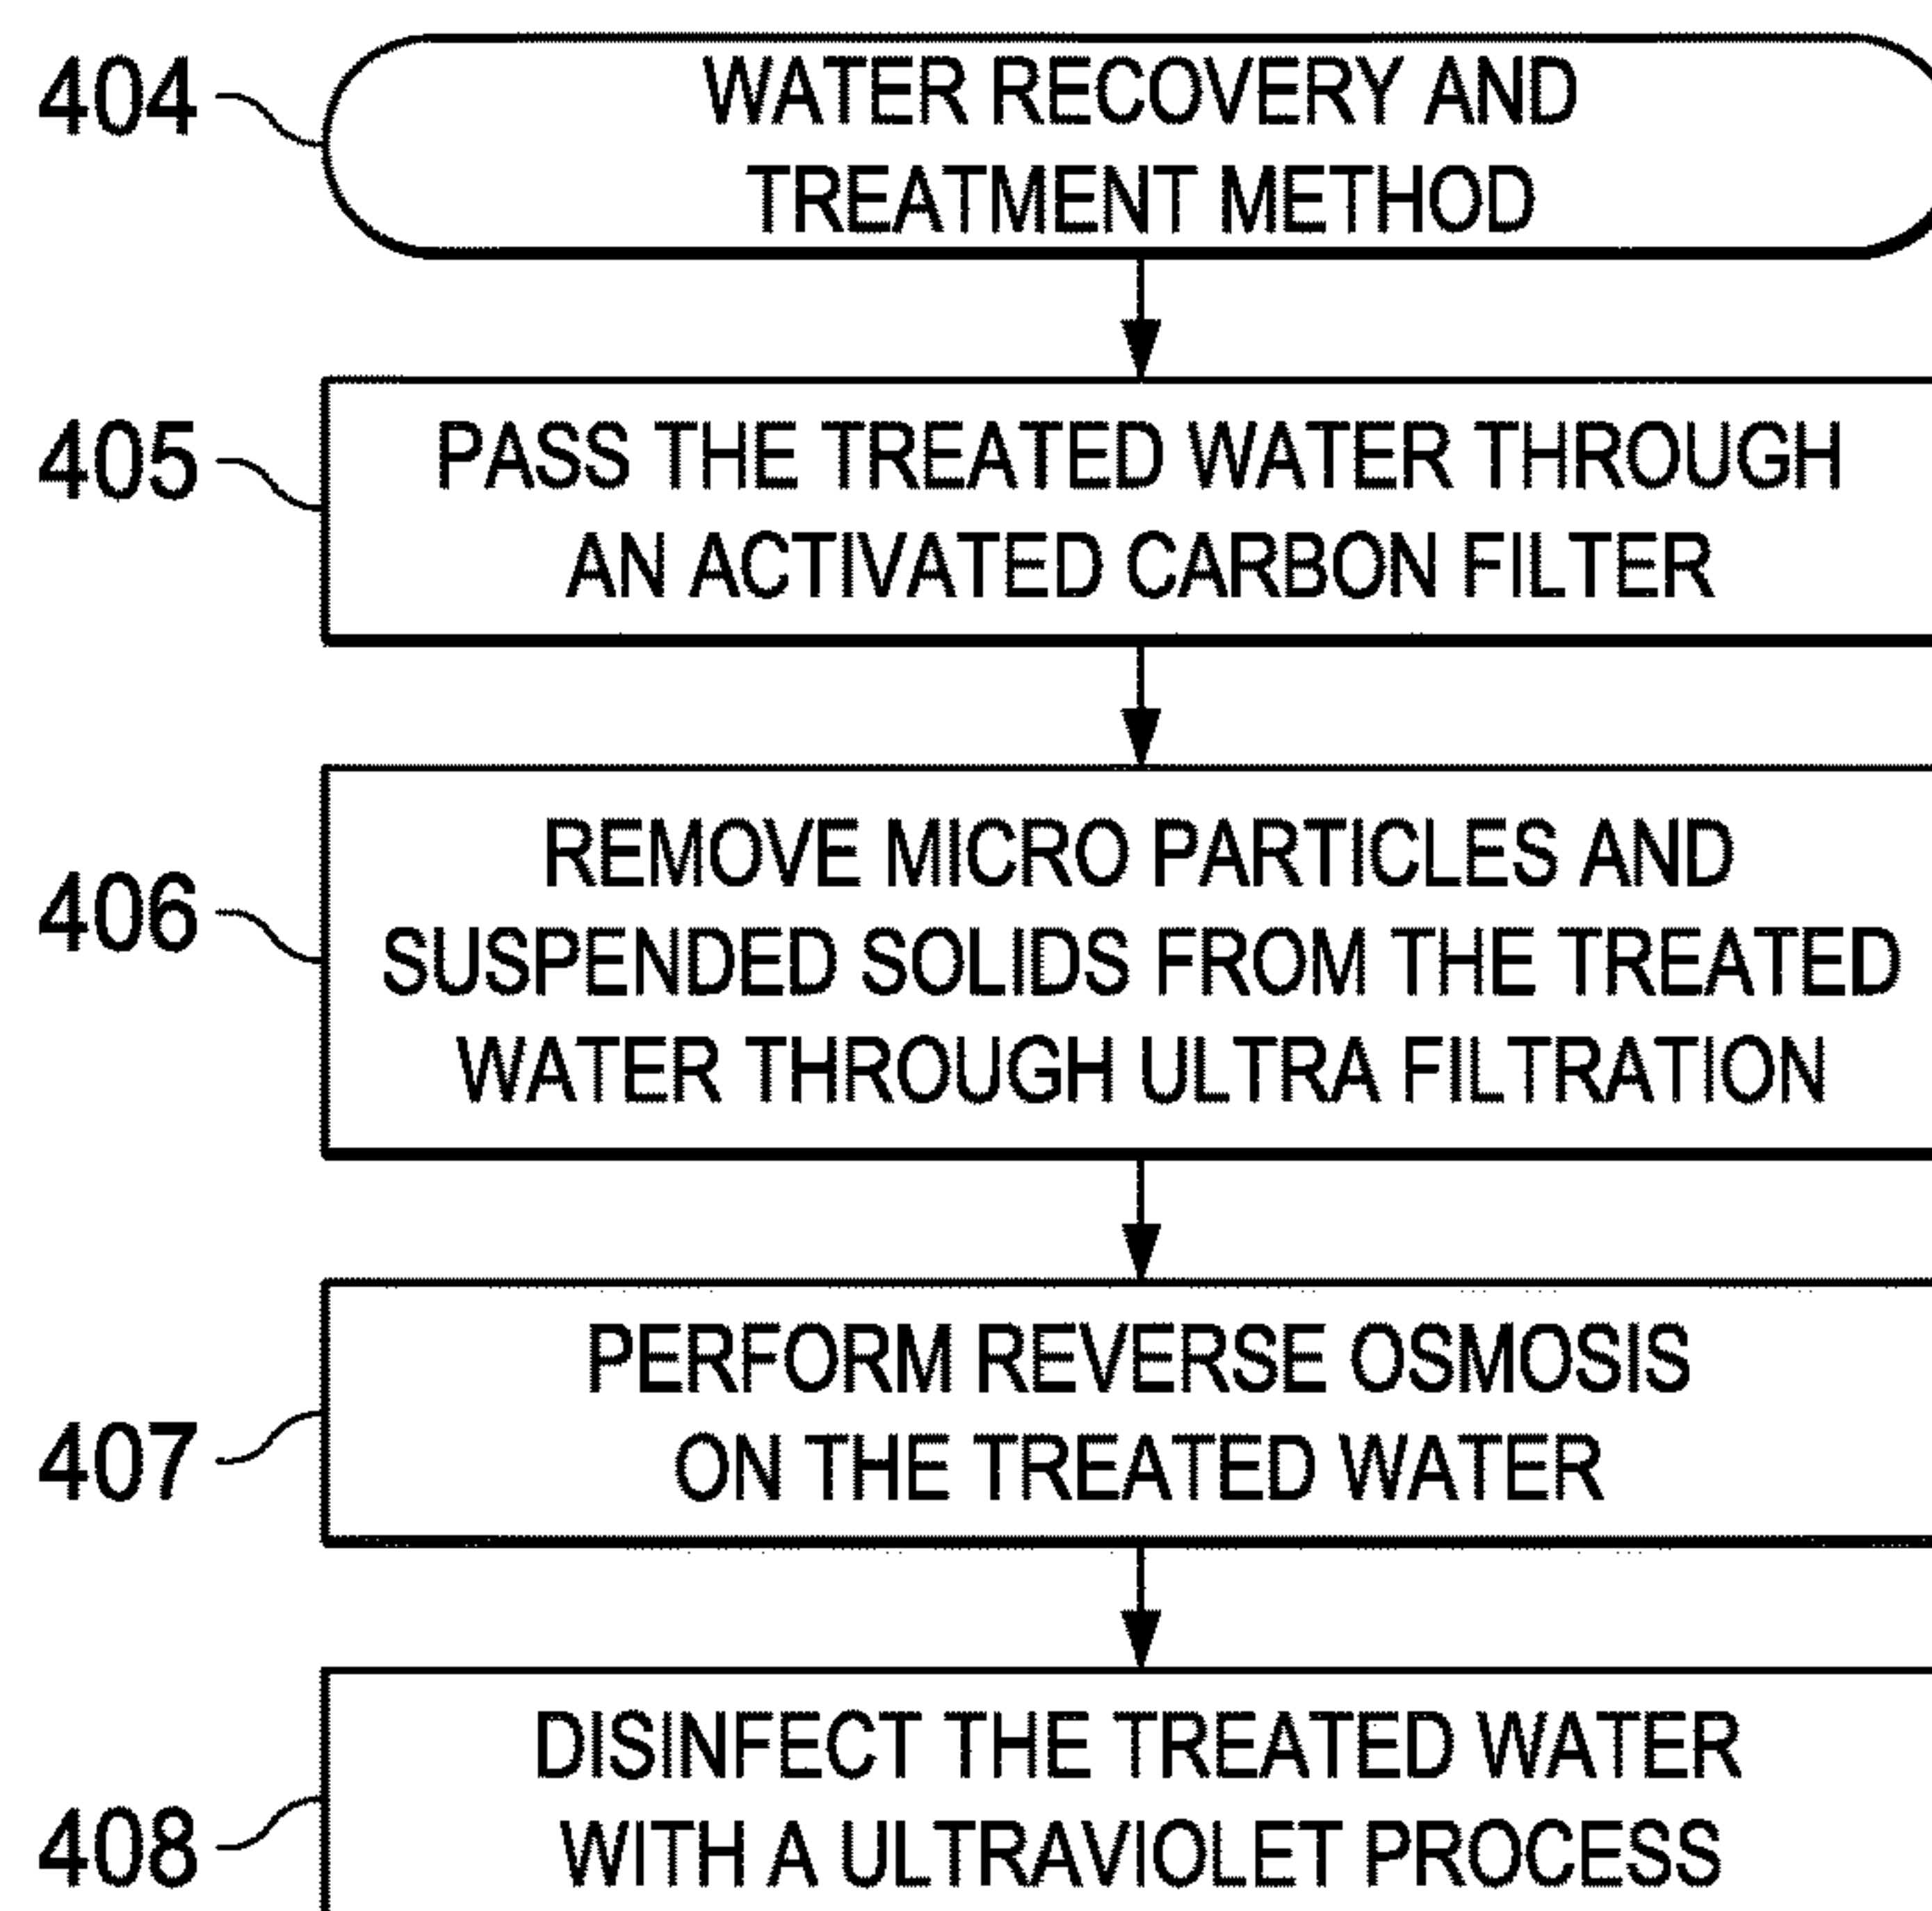 404
WATER RECOVERY AND
TREATMENT METHOD
405
PASS THE TREATED WATER THROUGH
AN ACTIVATED CARBON FILTER
406
REMOVE MICRO PARTICLES AND
SUSPENDED SOLIDS FROM THE TREATED
WATER THROUGH ULTRA FILTRATION
407
PERFORM REVERSE OSMOSIS
ON THE TREATED WATER
408
DISINFECT THE TREATED WATER
WITH A ULTRAVIOLET PROCESS